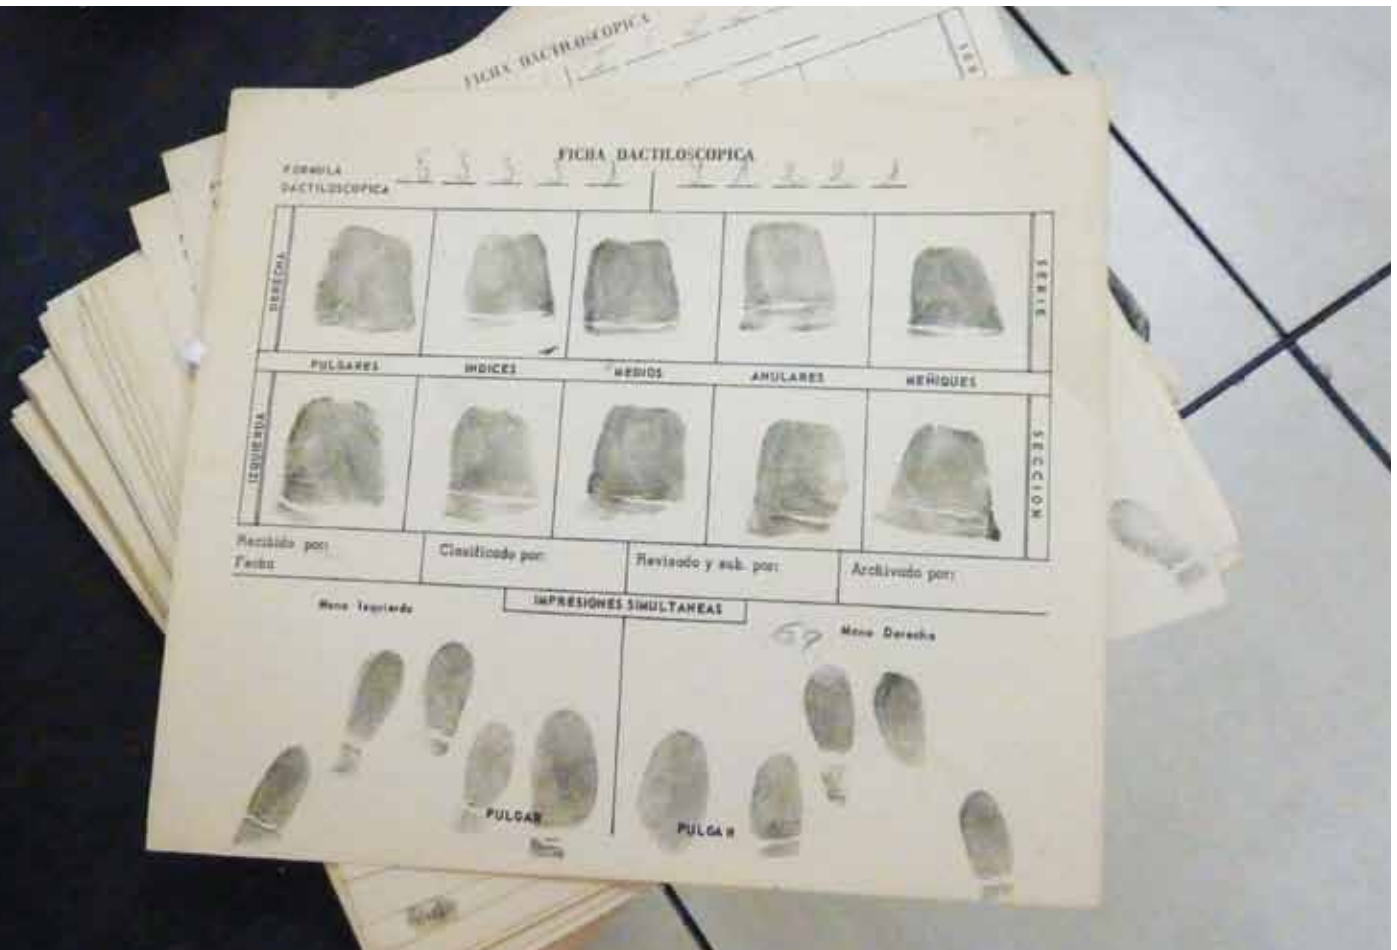 FICHA DACTILOSCOPICA
FICHA DACTILOSCOPICA
FORMULA
DACTILOSCOPICA
DERECHA
SERIE
PULGARES INDICES MEDIOS ANULARES MEÑIQUES
IZQUIERDA
SECCION
Recibido por: Clasificado por: Revisado y sub. por: Archivado por:
Fecha
IMPRESIONES SIMULTANEAS
Mano Izquierda Mano Derecha
PULGAR PULGAR